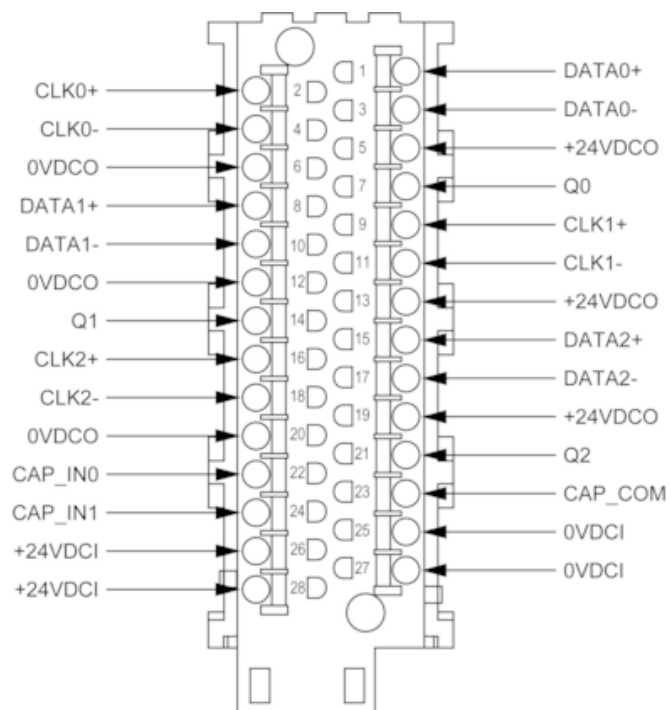 1 DATA0+
CLK0+ 2
3 DATA0-
CLK0- 4
5 +24VDCO
0VDCO 6
7 Q0
DATA1+ 8
9 CLK1+
DATA1- 10
11 CLK1-
0VDCO 12
13 +24VDCO
Q1 14
15 DATA2+
CLK2+ 16
17 DATA2-
CLK2- 18
19 +24VDCO
0VDCO 20
21 Q2
CAP_IN0 22
23 CAP_COM
CAP_IN1 24
25 0VDCI
+24VDCI 26
27 0VDCI
+24VDCI 28